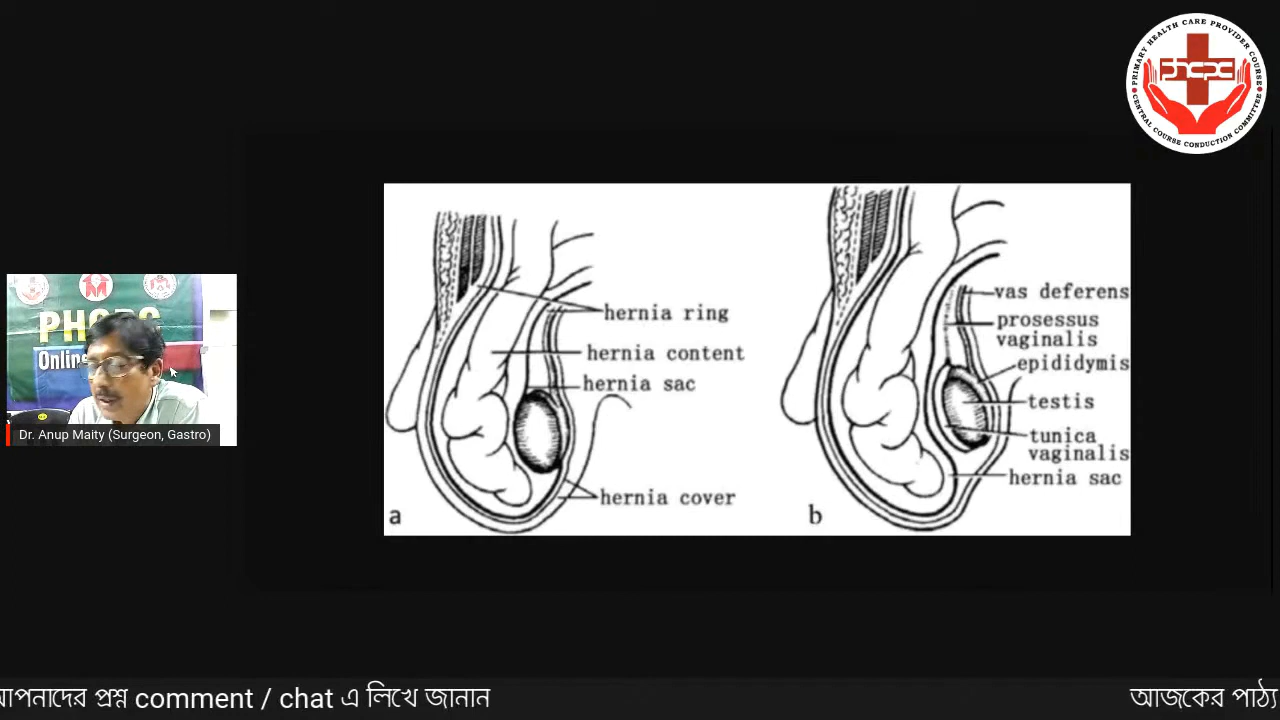 PRIMARY HEALTH CARE PROVIDER COURSE
phcpc
CENTRAL COURSE CONDUCTION COMMITTEE
hernia ring
hernia content
hernia sac
hernia cover
a
vas deferens
prosessus
vaginalis
epididymis
testis
tunica
vaginalis
hernia sac
b
Online
Dr. Anup Maity (Surgeon, Gastro)
আপনাদের প্রশ্ন comment / chat এ লিখে জানান
আজকের পাঠ্য